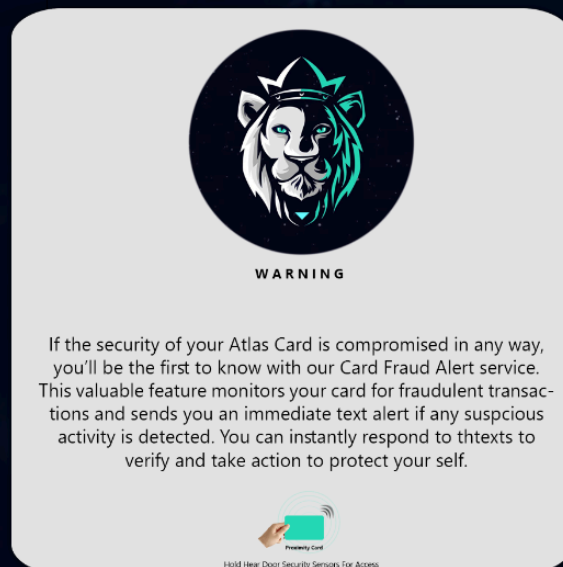 WARNING
If the security of your Atlas Card is compromised in any way,
you'll be the first to know with our Card Fraud Alert service.
This valuable feature monitors your card for fraudulent transac-
tions and sends you an immediate text alert if any suspcious
activity is detected. You can instantly respond to thtexts to
verify and take action to protect your self.
Proximity Card
Hold Hear Door Security Sensors For Access